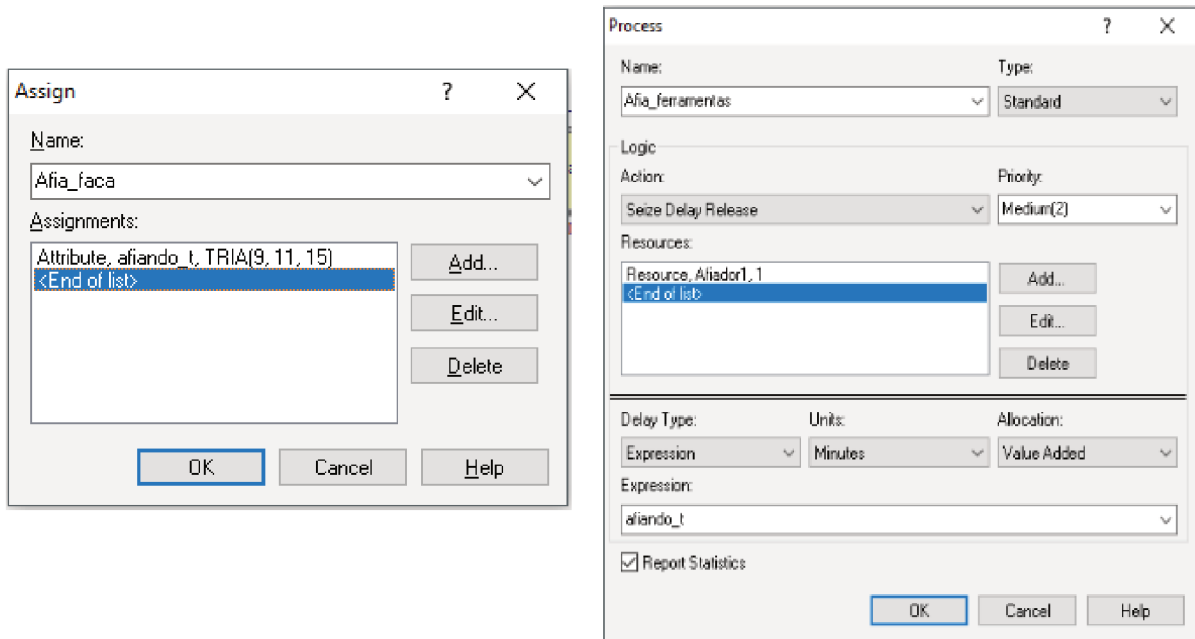 Assign
?
Name:
Afia_faca
Assignments:
Attribute, afiando_t, TRIA(9, 11, 15)
<End of list>
Add...
Edit...
Delete
OK
Cancel
Help
Process
?
Name:
Type:
Afia_ferramentas
Standard
Logic
Action:
Priority:
Seize Delay Release
Medium(2)
Resources:
Resource, Afiador1, 1
<End of list>
Add...
Edit...
Delete
Delay Type:
Units:
Allocation:
Expression
Minutes
Value Added
Expression:
afiando_t
Report Statistics
OK
Cancel
Help